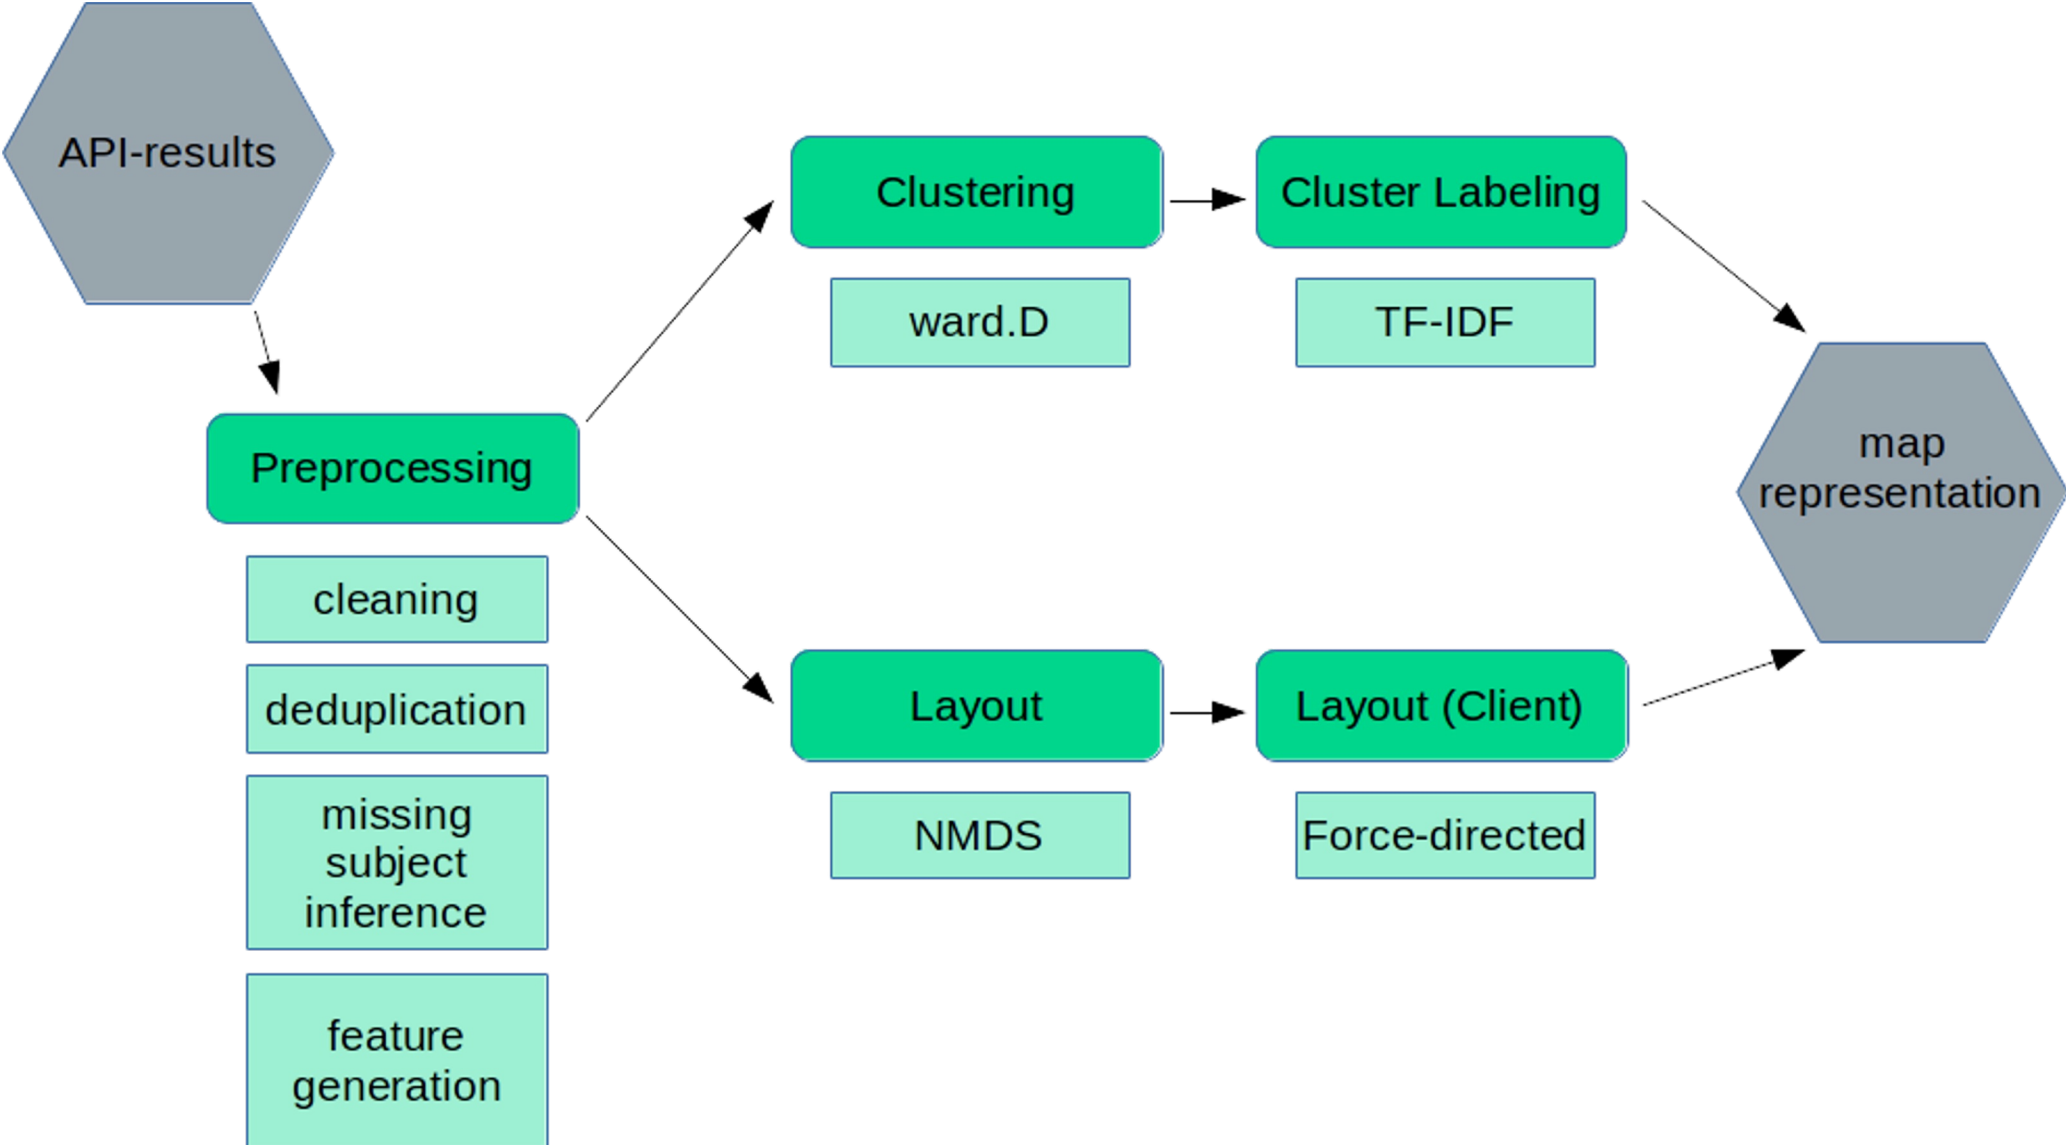 API-results
Preprocessing
cleaning
deduplication
missing
subject
inference
feature
generation
Clustering
ward.D
Cluster Labeling
TF-IDF
Layout
NMDS
Layout (Client)
Force-directed
map
representation